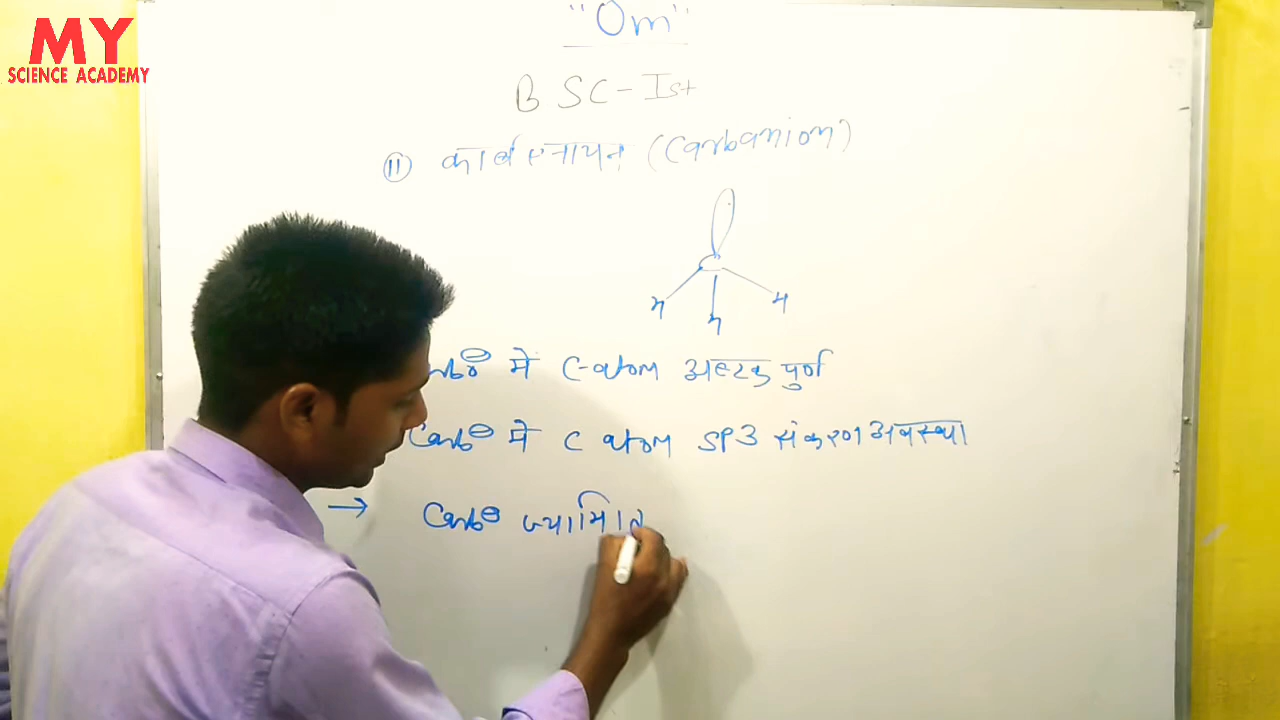 MY
SCIENCE ACADEMY
"Om"
B SC - Ist
(II) कार्बऍनायन (Carbanion)
C
H H
H
Carb⊖ में C-atom अष्टक पुर्ण
Carb⊖ में C atom SP3 संकरण अवस्था
→ Carb⊖ ज्यामित